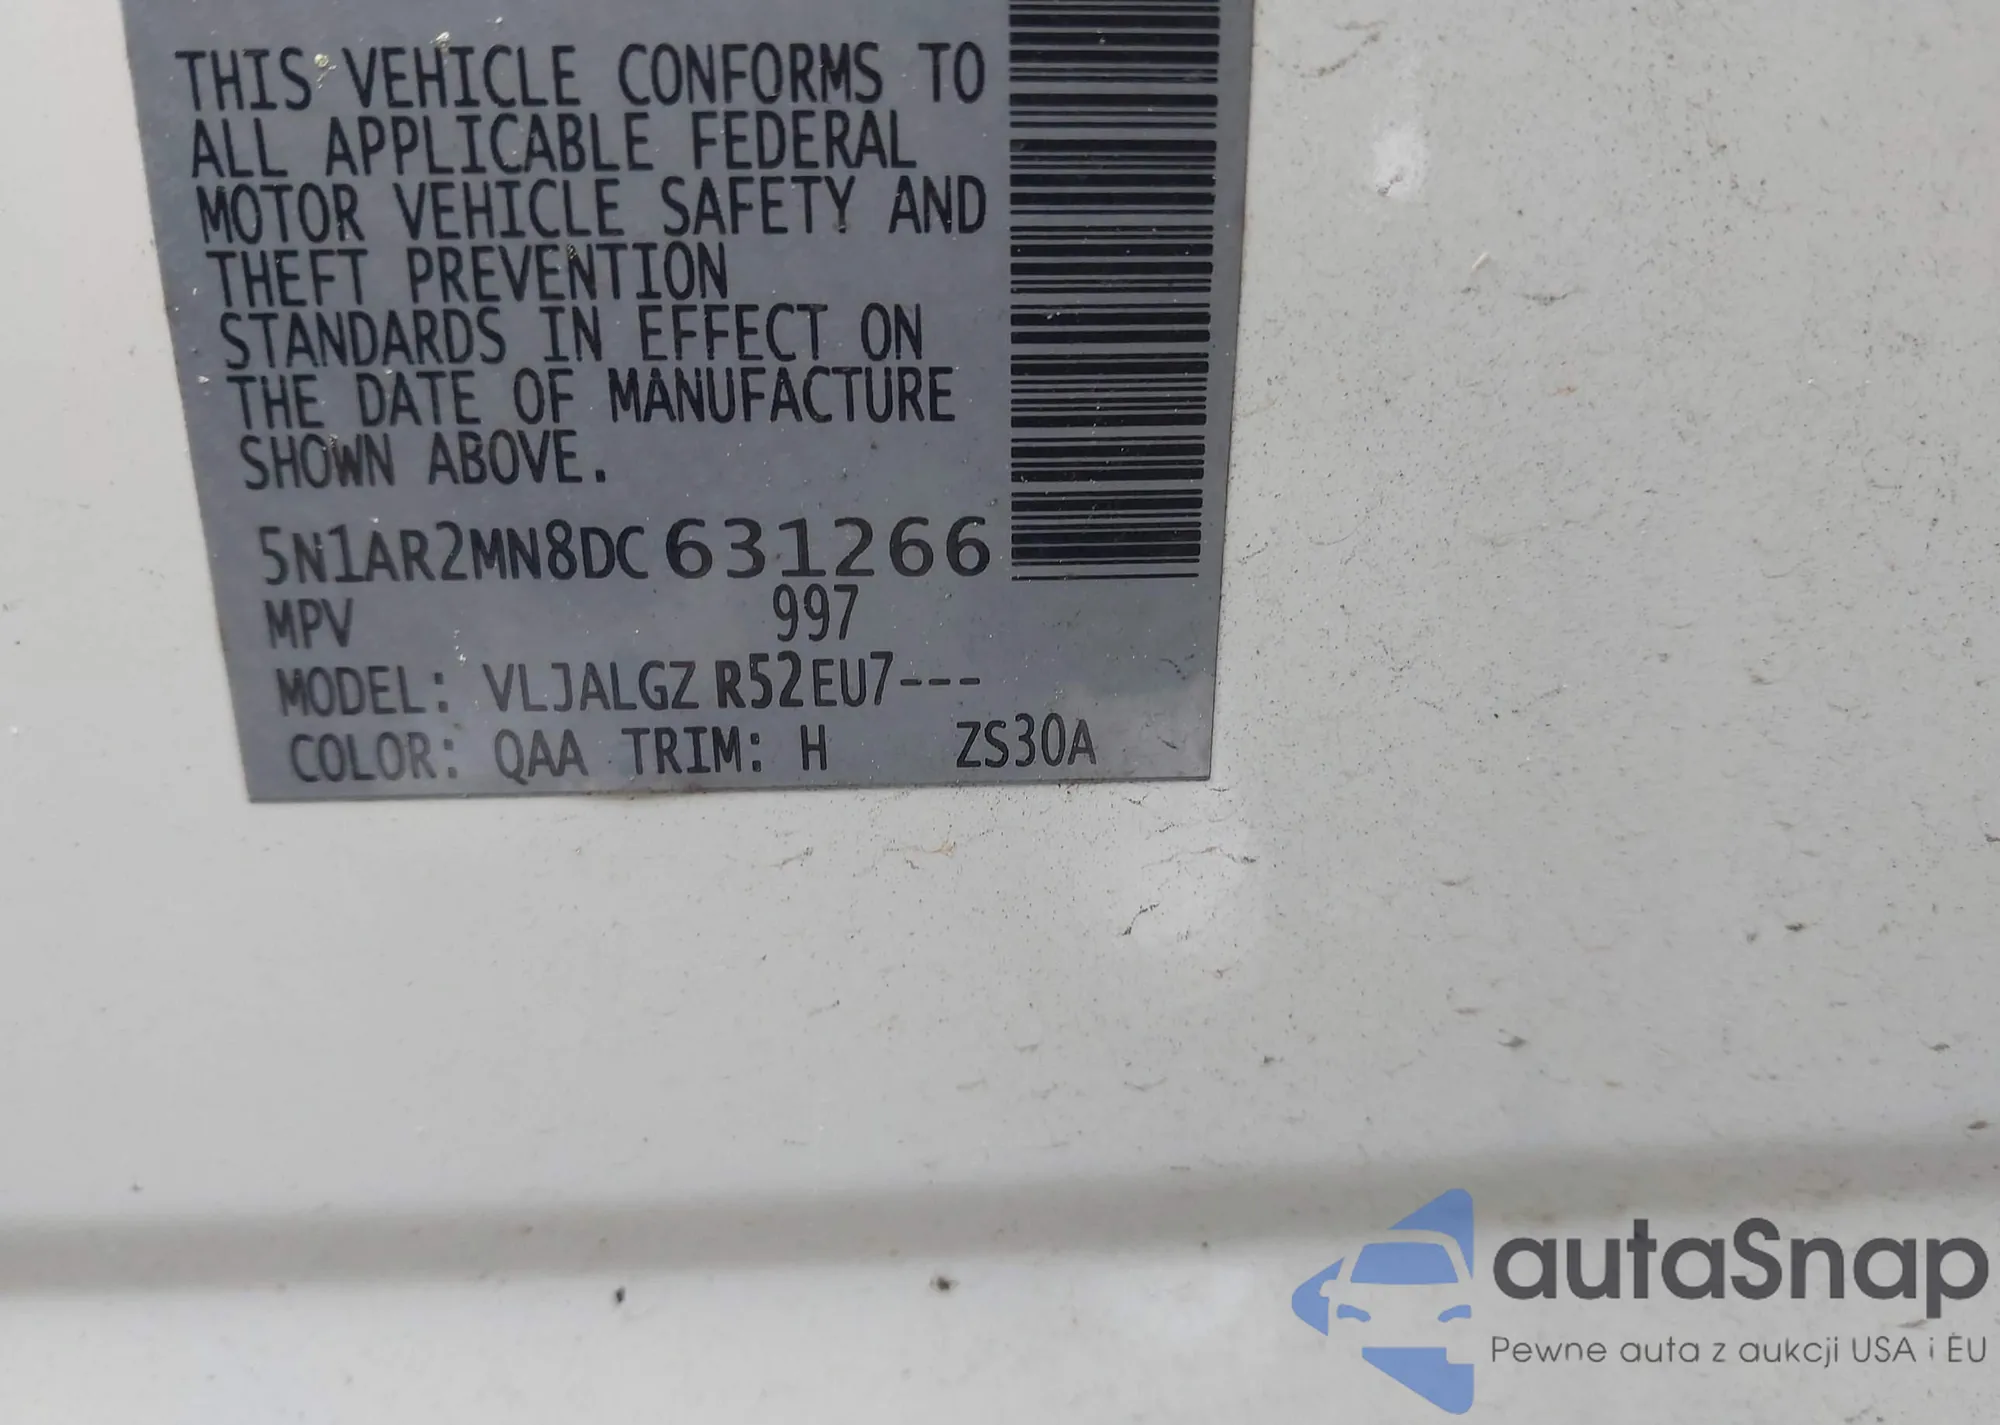 THIS VEHICLE CONFORMS TO
ALL APPLICABLE FEDERAL
MOTOR VEHICLE SAFETY AND
THEFT PREVENTION
STANDARDS IN EFFECT ON
THE DATE OF MANUFACTURE
SHOWN ABOVE.
5N1AR2MN8DC631266
MPV 997
MODEL: VLJALGZ R52EU7---
COLOR: QAA TRIM: H ZS30A
autaSnap
Pewne auta z aukcji USA i EU